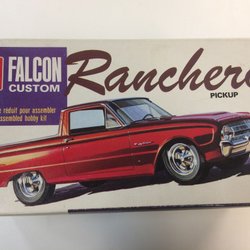 FALCON
CUSTOM
Ranchero
PICKUP
réduit pour assembler
assembled hobby kit